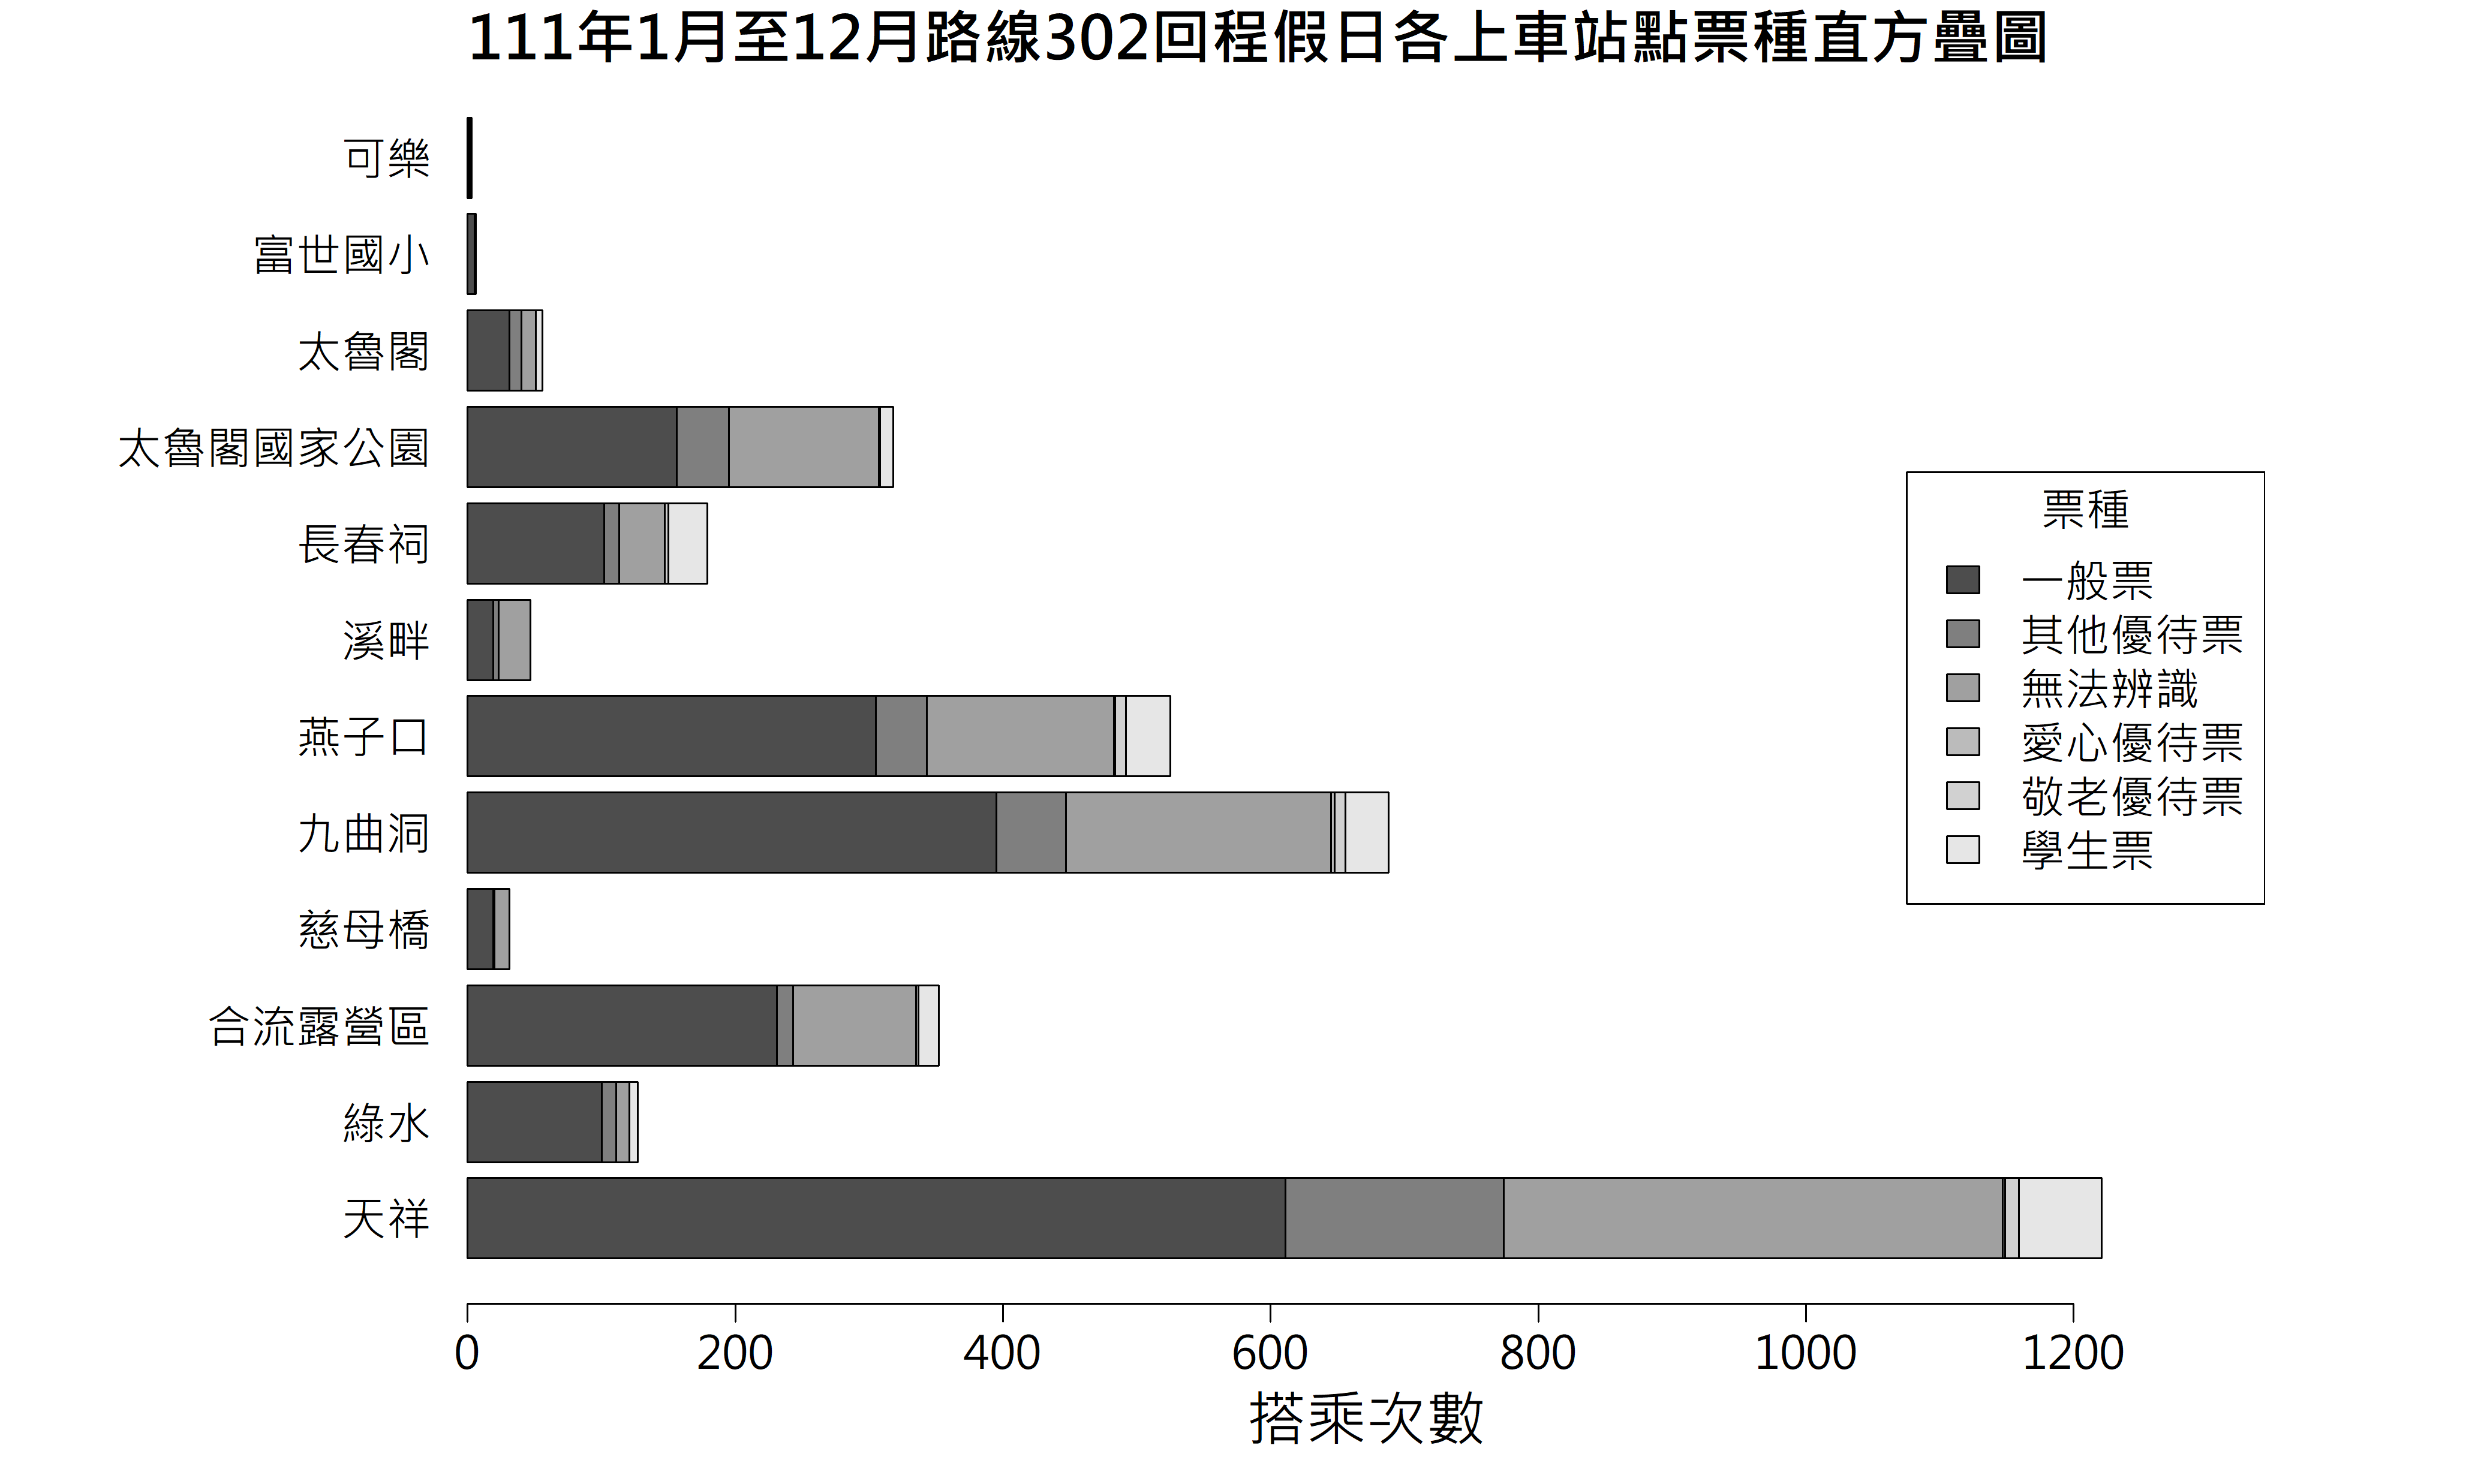 111年1月至12月路線302回程假日各上車站點票種直方疊圖
可樂
富世國小
太魯閣
太魯閣國家公園
長春祠
溪畔
燕子口
九曲洞
慈母橋
合流露營區
綠水
天祥
票種
一般票
其他優待票
無法辨識
愛心優待票
敬老優待票
學生票
0 200 400 600 800 1000 1200
搭乘次數